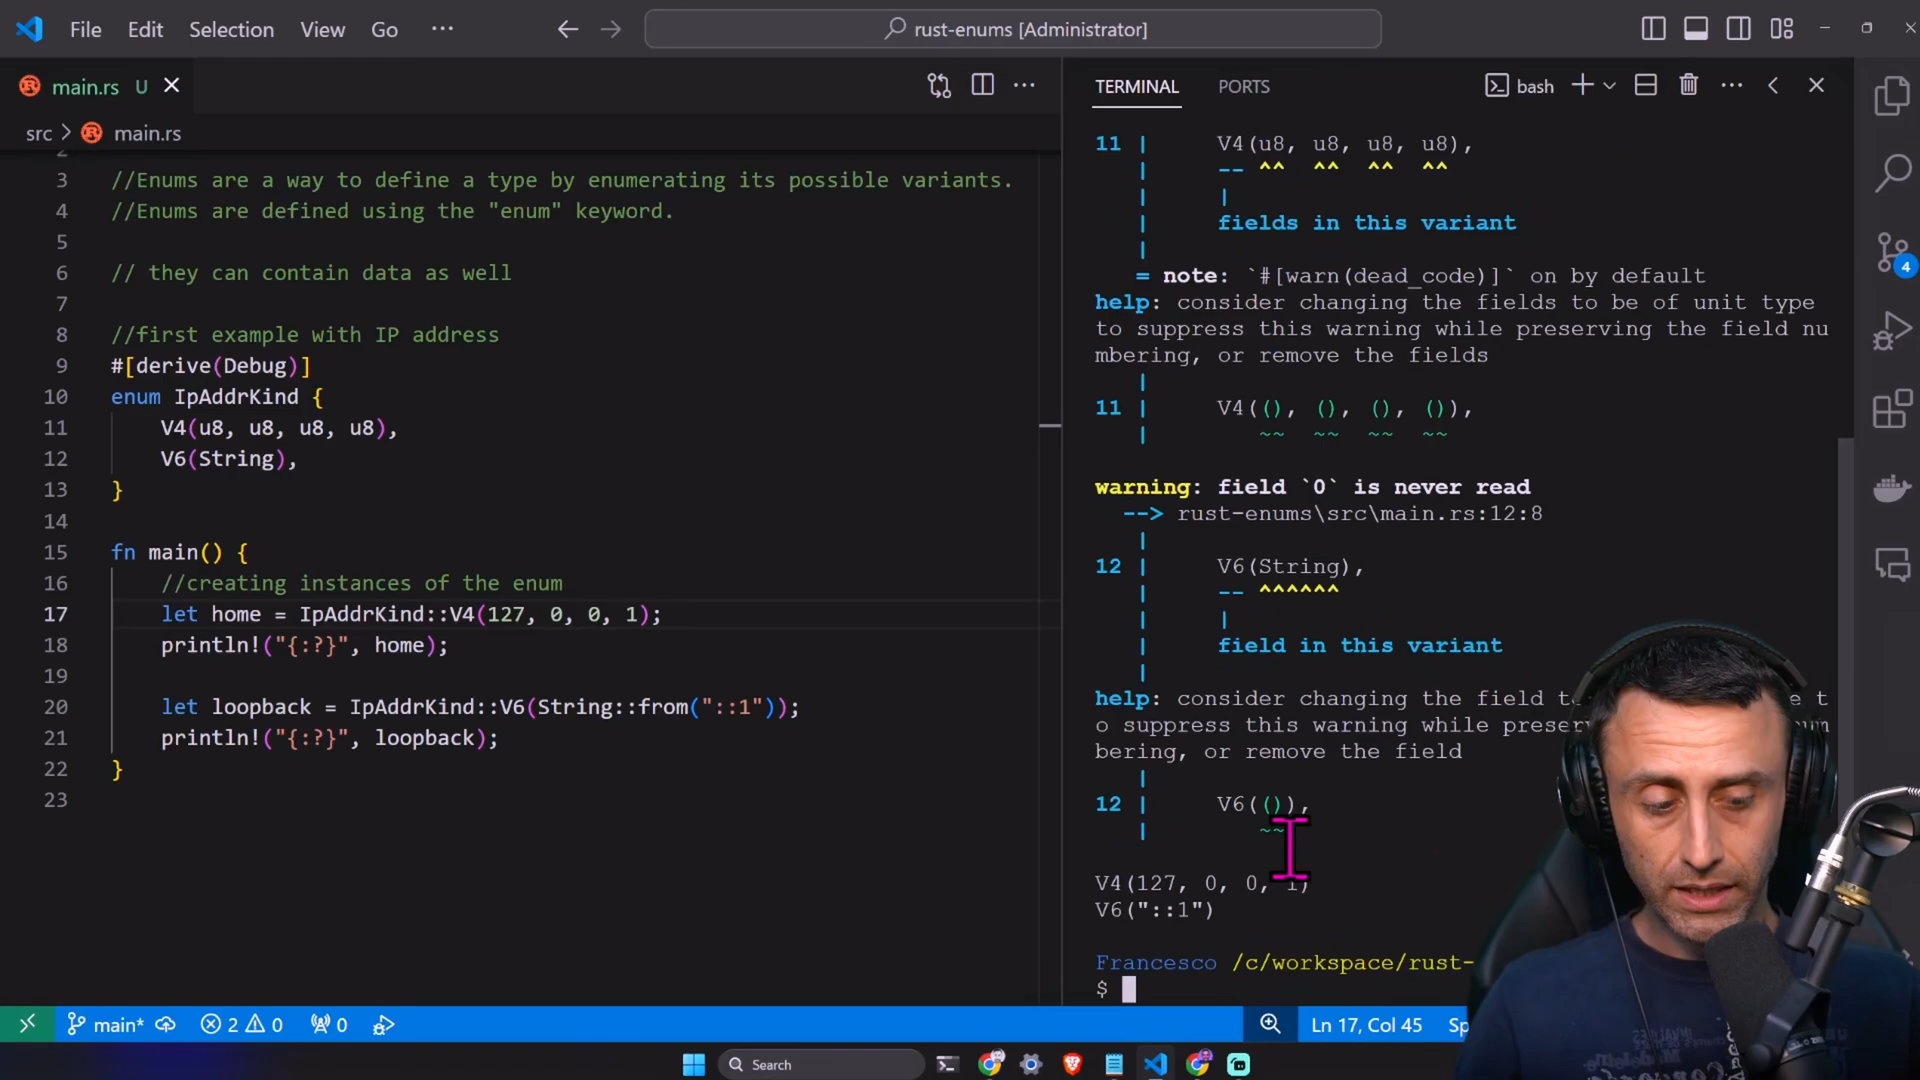 File Edit Selection View Go ···
rust-enums [Administrator]
main.rs U
src > main.rs
2
3 //Enums are a way to define a type by enumerating its possible variants.
4 //Enums are defined using the "enum" keyword.
5
6 // they can contain data as well
7
8 //first example with IP address
9 #[derive(Debug)]
10 enum IpAddrKind {
11 V4(u8, u8, u8, u8),
12 V6(String),
13 }
14
15 fn main() {
16 //creating instances of the enum
17 let home = IpAddrKind::V4(127, 0, 0, 1);
18 println!("{:?}", home);
19
20 let loopback = IpAddrKind::V6(String::from("::1"));
21 println!("{:?}", loopback);
22 }
23
TERMINAL PORTS
bash
11 | V4(u8, u8, u8, u8),
| -- ^^ ^^ ^^ ^^
| |
| fields in this variant
|
= note: `#[warn(dead_code)]` on by default
help: consider changing the fields to be of unit type
to suppress this warning while preserving the field nu
mbering, or remove the fields
|
11 | V4((), (), (), ()),
| ~~ ~~ ~~ ~~
warning: field `0` is never read
--> rust-enums\src\main.rs:12:8
|
12 | V6(String),
| -- ^^^^^^
| |
| field in this variant
|
help: consider changing the field t e t
o suppress this warning while preser um
bering, or remove the field
|
12 | V6(()),
| ~~
V4(127, 0, 0, 1)
V6("::1")
Francesco /c/workspace/rust-
$
4
main* 2 0 0
Ln 17, Col 45 Sp
Search